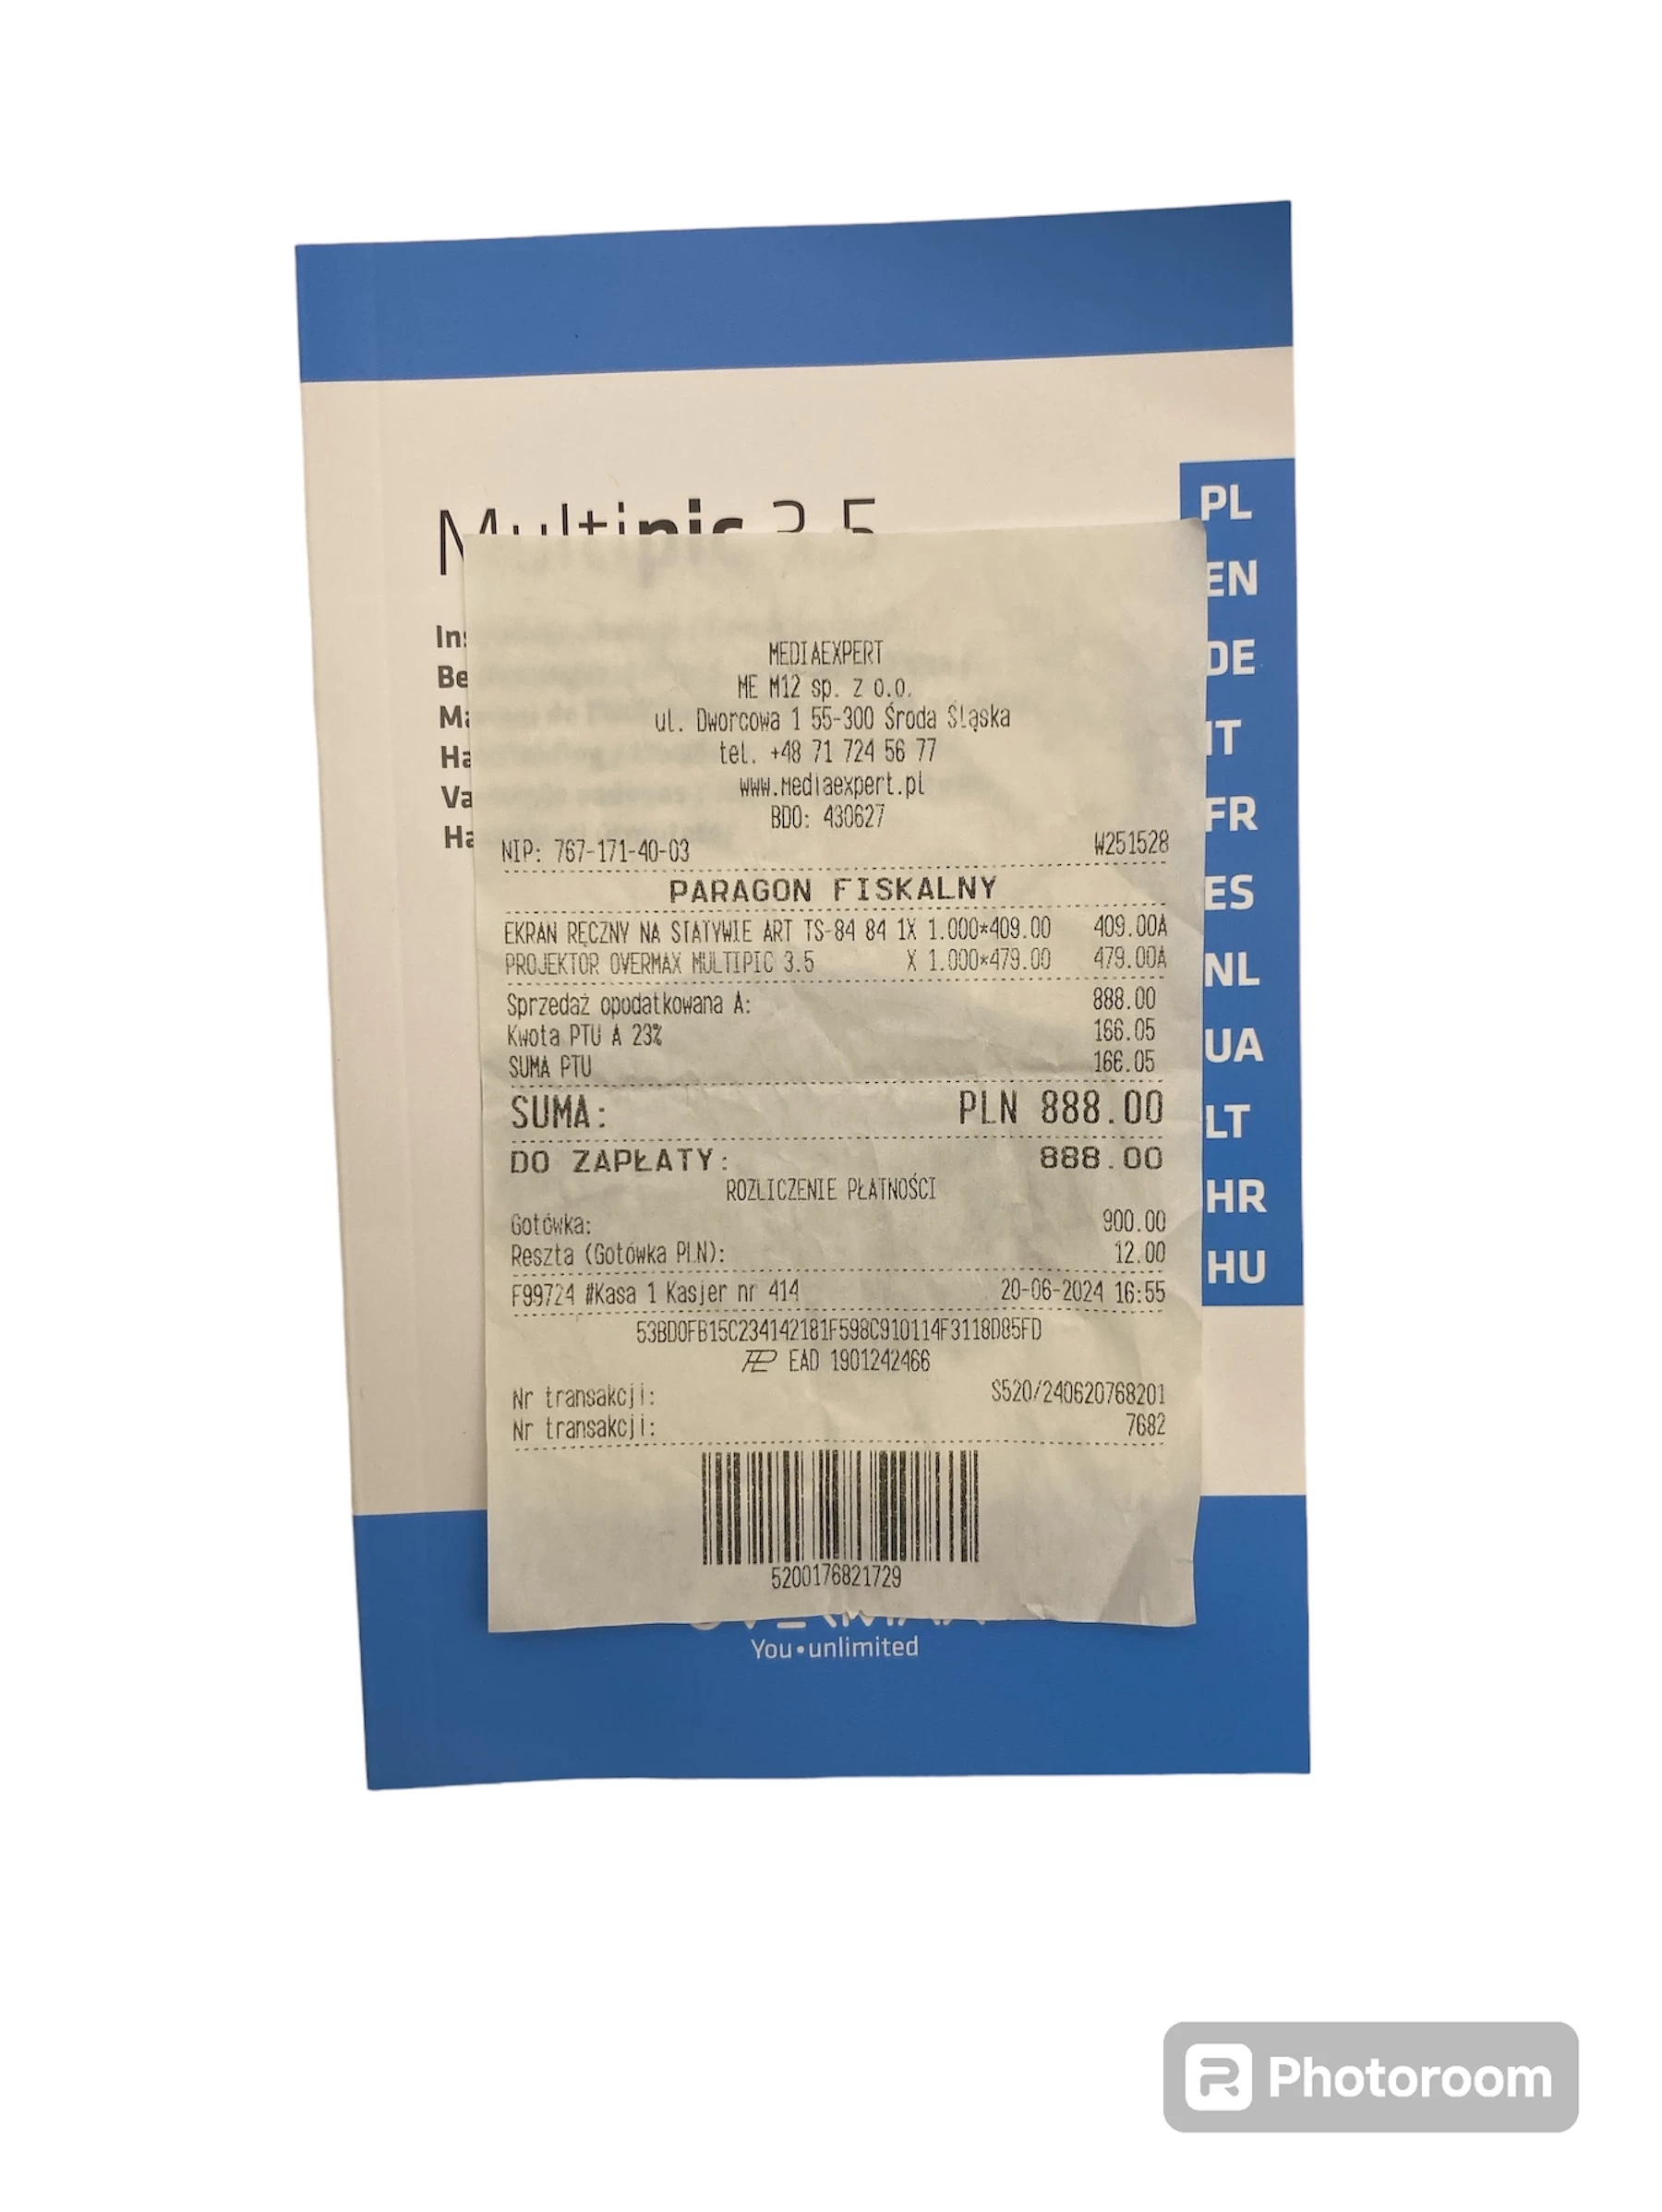 Multipic 3.5
PL
EN
DE
IT
FR
ES
NL
UA
LT
HR
HU
MEDIAEXPERT
ME M12 sp. z o.o.
ul. Dworcowa 1 55-300 Środa Śląska
tel. +48 71 724 56 77
www.mediaexpert.pl
BDO: 430627
NIP: 767-171-40-03 W251528
PARAGON FISKALNY
EKRAN RĘCZNY NA STATYWIE ART TS-84 84 1X 1.000*409.00 409.00A
PROJEKTOR OVERMAX MULTIPIC 3.5 X 1.000*479.00 479.00A
Sprzedaż opodatkowana A: 888.00
Kwota PTU A 23% 166.05
SUMA PTU 166.05
SUMA: PLN 888.00
DO ZAPŁATY: 888.00
ROZLICZENIE PŁATNOŚCI
Gotówka: 900.00
Reszta (Gotówka PLN): 12.00
F99724 #Kasa 1 Kasjer nr 414 20-06-2024 16:55
53BD0FB15C234142181F598C910114F3118D85FD
EAD 1901242466
Nr transakcji: S520/240620768201
Nr transakcji: 7682
5200176821729
You•unlimited
Photoroom